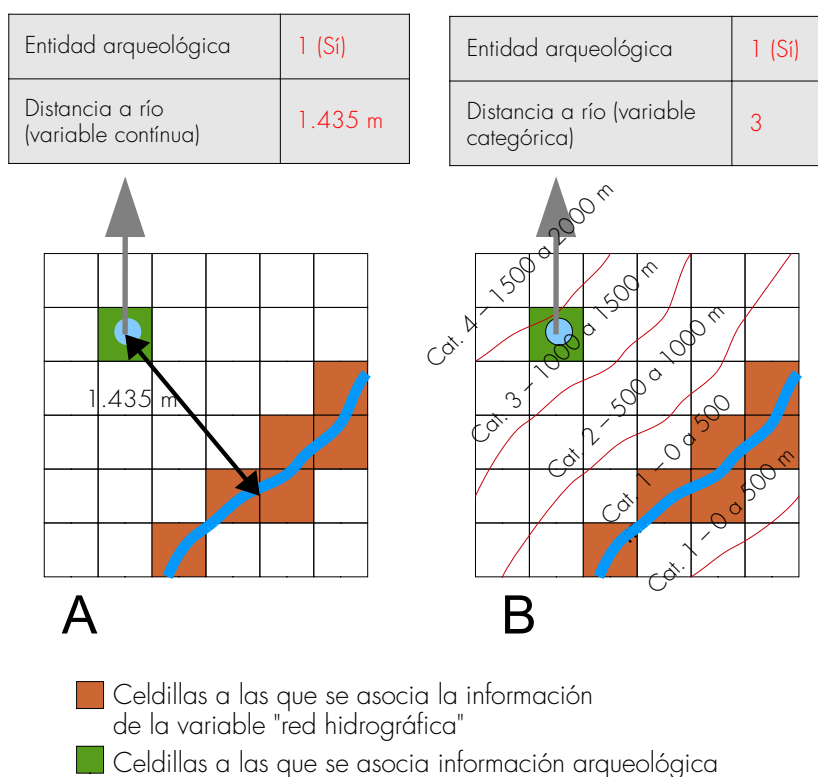 Entidad arqueológica
1 (Sí)
Distancia a río
(variable contínua)
1.435 m
Entidad arqueológica
1 (Sí)
Distancia a río (variable
categórica)
3
1.435 m
Cat. 4 – 1500 a 2000 m
Cat. 3 – 1000 a 1500 m
Cat. 2 – 500 a 1000 m
Cat. 1 – 0 a 500
Cat. 1 – 0 a 500 m
A
B
Celdillas a las que se asocia la información
de la variable "red hidrográfica"
Celdillas a las que se asocia información arqueológica